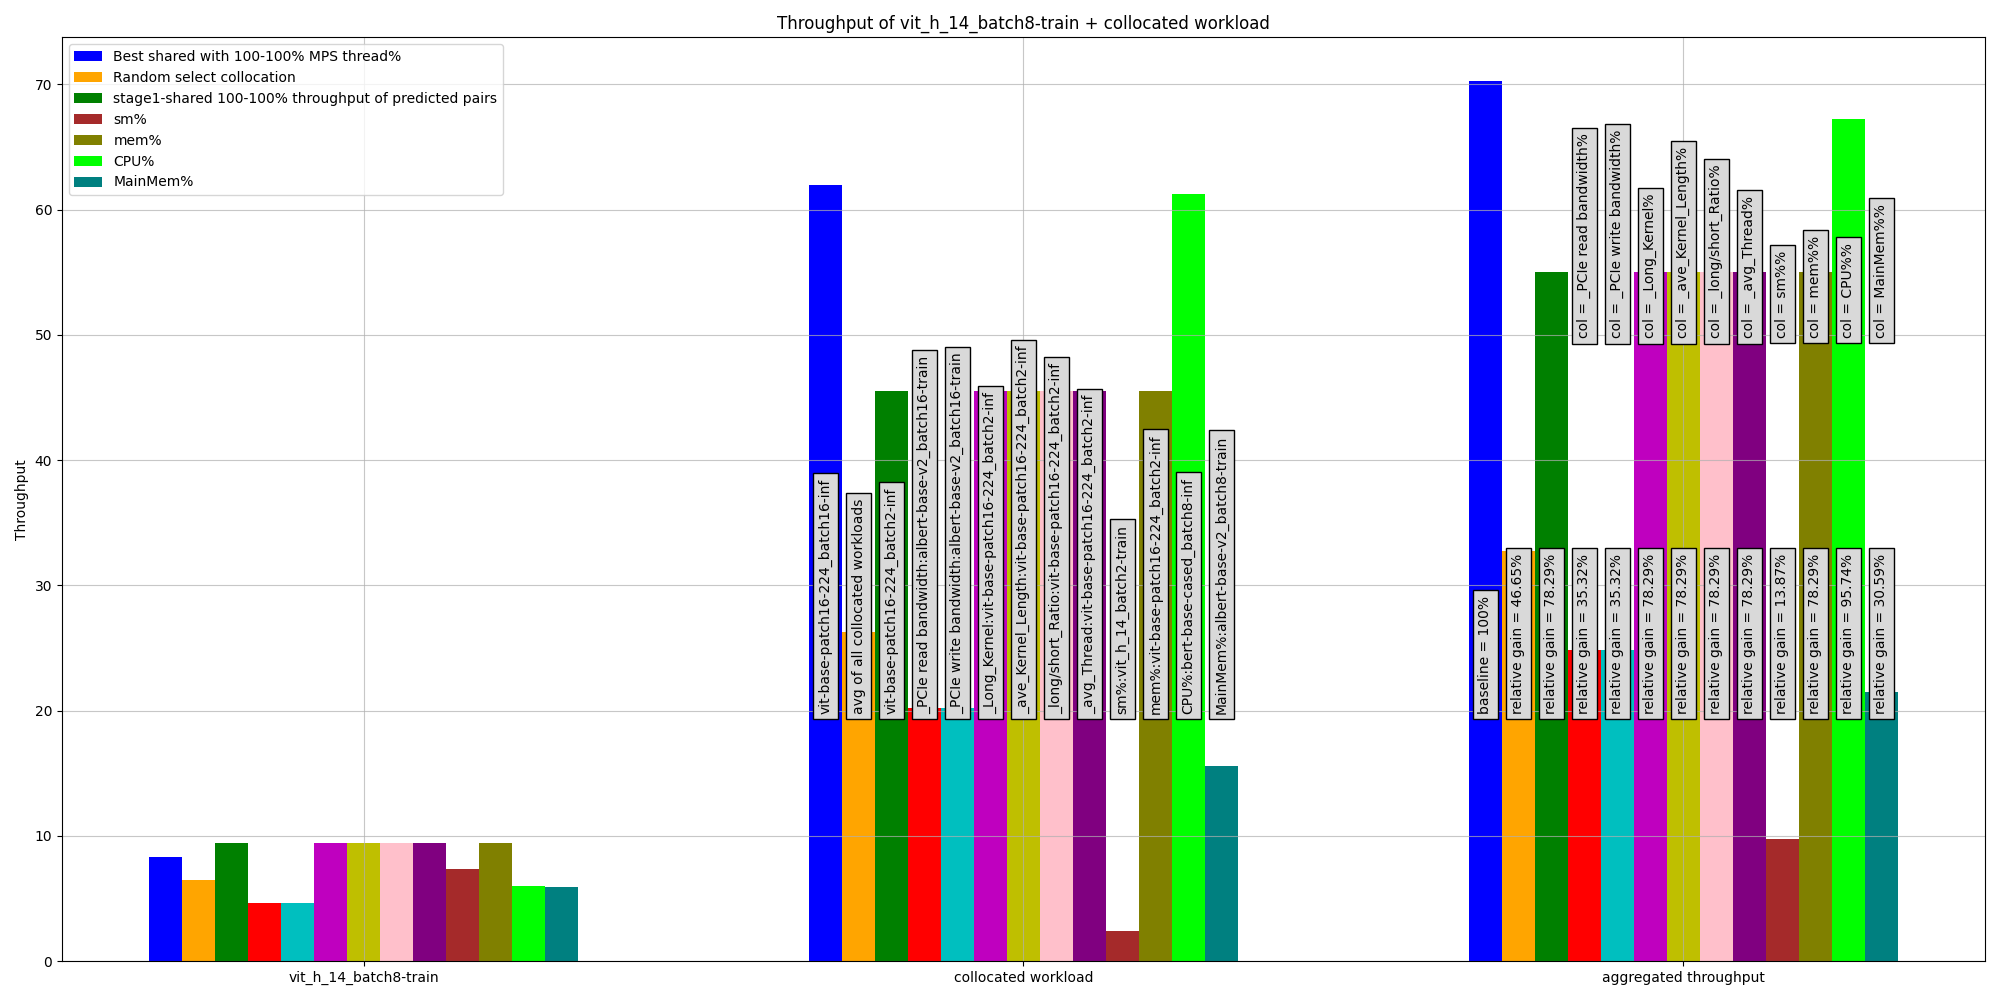 Throughput of vit_h_14_batch8-train + collocated workload
Best shared with 100-100% MPS thread%
Random select collocation
stage1-shared 100-100% throughput of predicted pairs
sm%
mem%
CPU%
MainMem%
Throughput
70
60
50
40
30
20
10
0
vit-base-patch16-224_batch16-inf
avg of all collocated workloads
vit-base-patch16-224_batch2-inf
_PCIe read bandwidth:albert-base-v2_batch16-train
_PCIe write bandwidth:albert-base-v2_batch16-train
_Long_Kernel:vit-base-patch16-224_batch2-inf
_ave_Kernel_Length:vit-base-patch16-224_batch2-inf
_long/short_Ratio:vit-base-patch16-224_batch2-inf
_avg_Thread:vit-base-patch16-224_batch2-inf
sm%:vit_h_14_batch2-train
mem%:vit-base-patch16-224_batch2-inf
CPU%:bert-base-cased_batch8-inf
MainMem%:albert-base-v2_batch8-train
col = _PCIe read bandwidth%
col = _PCIe write bandwidth%
col = _Long_Kernel%
col = _ave_Kernel_Length%
col = _long/short_Ratio%
col = _avg_Thread%
col = sm%%
col = mem%%
col = CPU%%
col = MainMem%%
baseline = 100%
relative gain = 46.65%
relative gain = 78.29%
relative gain = 35.32%
relative gain = 35.32%
relative gain = 78.29%
relative gain = 78.29%
relative gain = 78.29%
relative gain = 78.29%
relative gain = 13.87%
relative gain = 78.29%
relative gain = 95.74%
relative gain = 30.59%
vit_h_14_batch8-train
collocated workload
aggregated throughput